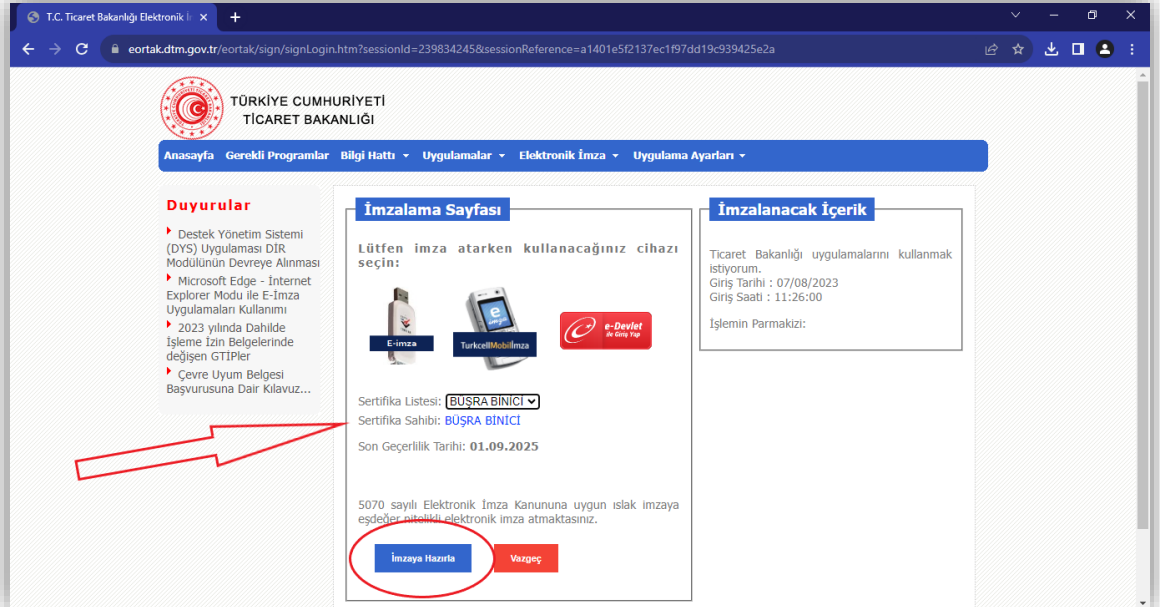 T.C. Ticaret Bakanlığı Elektronik İ
eortak.dtm.gov.tr/eortak/sign/signLogin.htm?sessionId=239834245&sessionReference=a1401e5f2137ec1f97dd19c939425e2a
TÜRKİYE CUMHURİYETİ
TİCARET BAKANLIĞI
Anasayfa Gerekli Programlar Bilgi Hattı Uygulamalar Elektronik İmza Uygulama Ayarları
Duyurular
Destek Yönetim Sistemi
(DYS) Uygulaması DİR
Modülünün Devreye Alınması
Microsoft Edge - İnternet
Explorer Modu ile E-İmza
Uygulamaları Kullanımı
2023 yılında Dahilde
İşleme İzin Belgelerinde
değişen GTİPler
Çevre Uyum Belgesi
Başvurusuna Dair Kılavuz...
İmzalama Sayfası
Lütfen imza atarken kullanacağınız cihazı
seçin:
E-imza
e
imza
TurkcellMobilİmza
e-Devlet
ile Giriş Yap
Sertifika Listesi: BÜŞRA BİNİCİ
Sertifika Sahibi: BÜŞRA BİNİCİ
Son Geçerlilik Tarihi: 01.09.2025
5070 sayılı Elektronik İmza Kanununa uygun ıslak imzaya
eşdeğer nitelikli elektronik imza atmaktasınız.
İmzaya Hazırla
Vazgeç
İmzalanacak İçerik
Ticaret Bakanlığı uygulamalarını kullanmak
istiyorum.
Giriş Tarihi : 07/08/2023
Giriş Saati : 11:26:00
İşlemin Parmakizi: